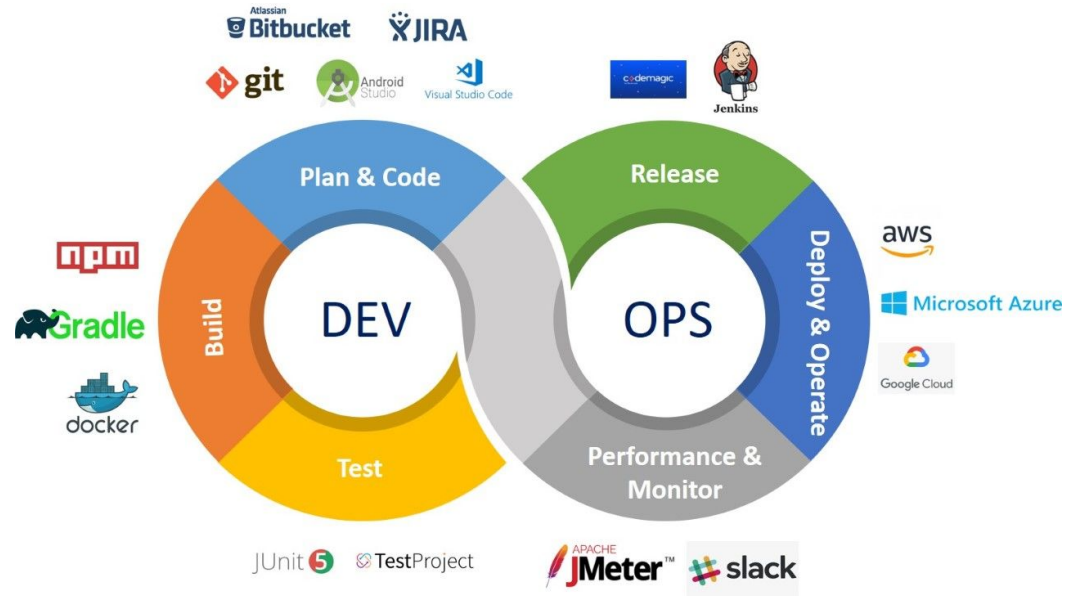 Atlassian
Bitbucket
JIRA
git
Android
Studio
Visual Studio Code
codemagic
Jenkins
Plan & Code
Release
npm
Gradle
docker
Build
DEV
OPS
Deploy & Operate
aws
Microsoft Azure
Google Cloud
Test
Performance &
Monitor
JUnit 5
TestProject
APACHE
JMeter™
slack